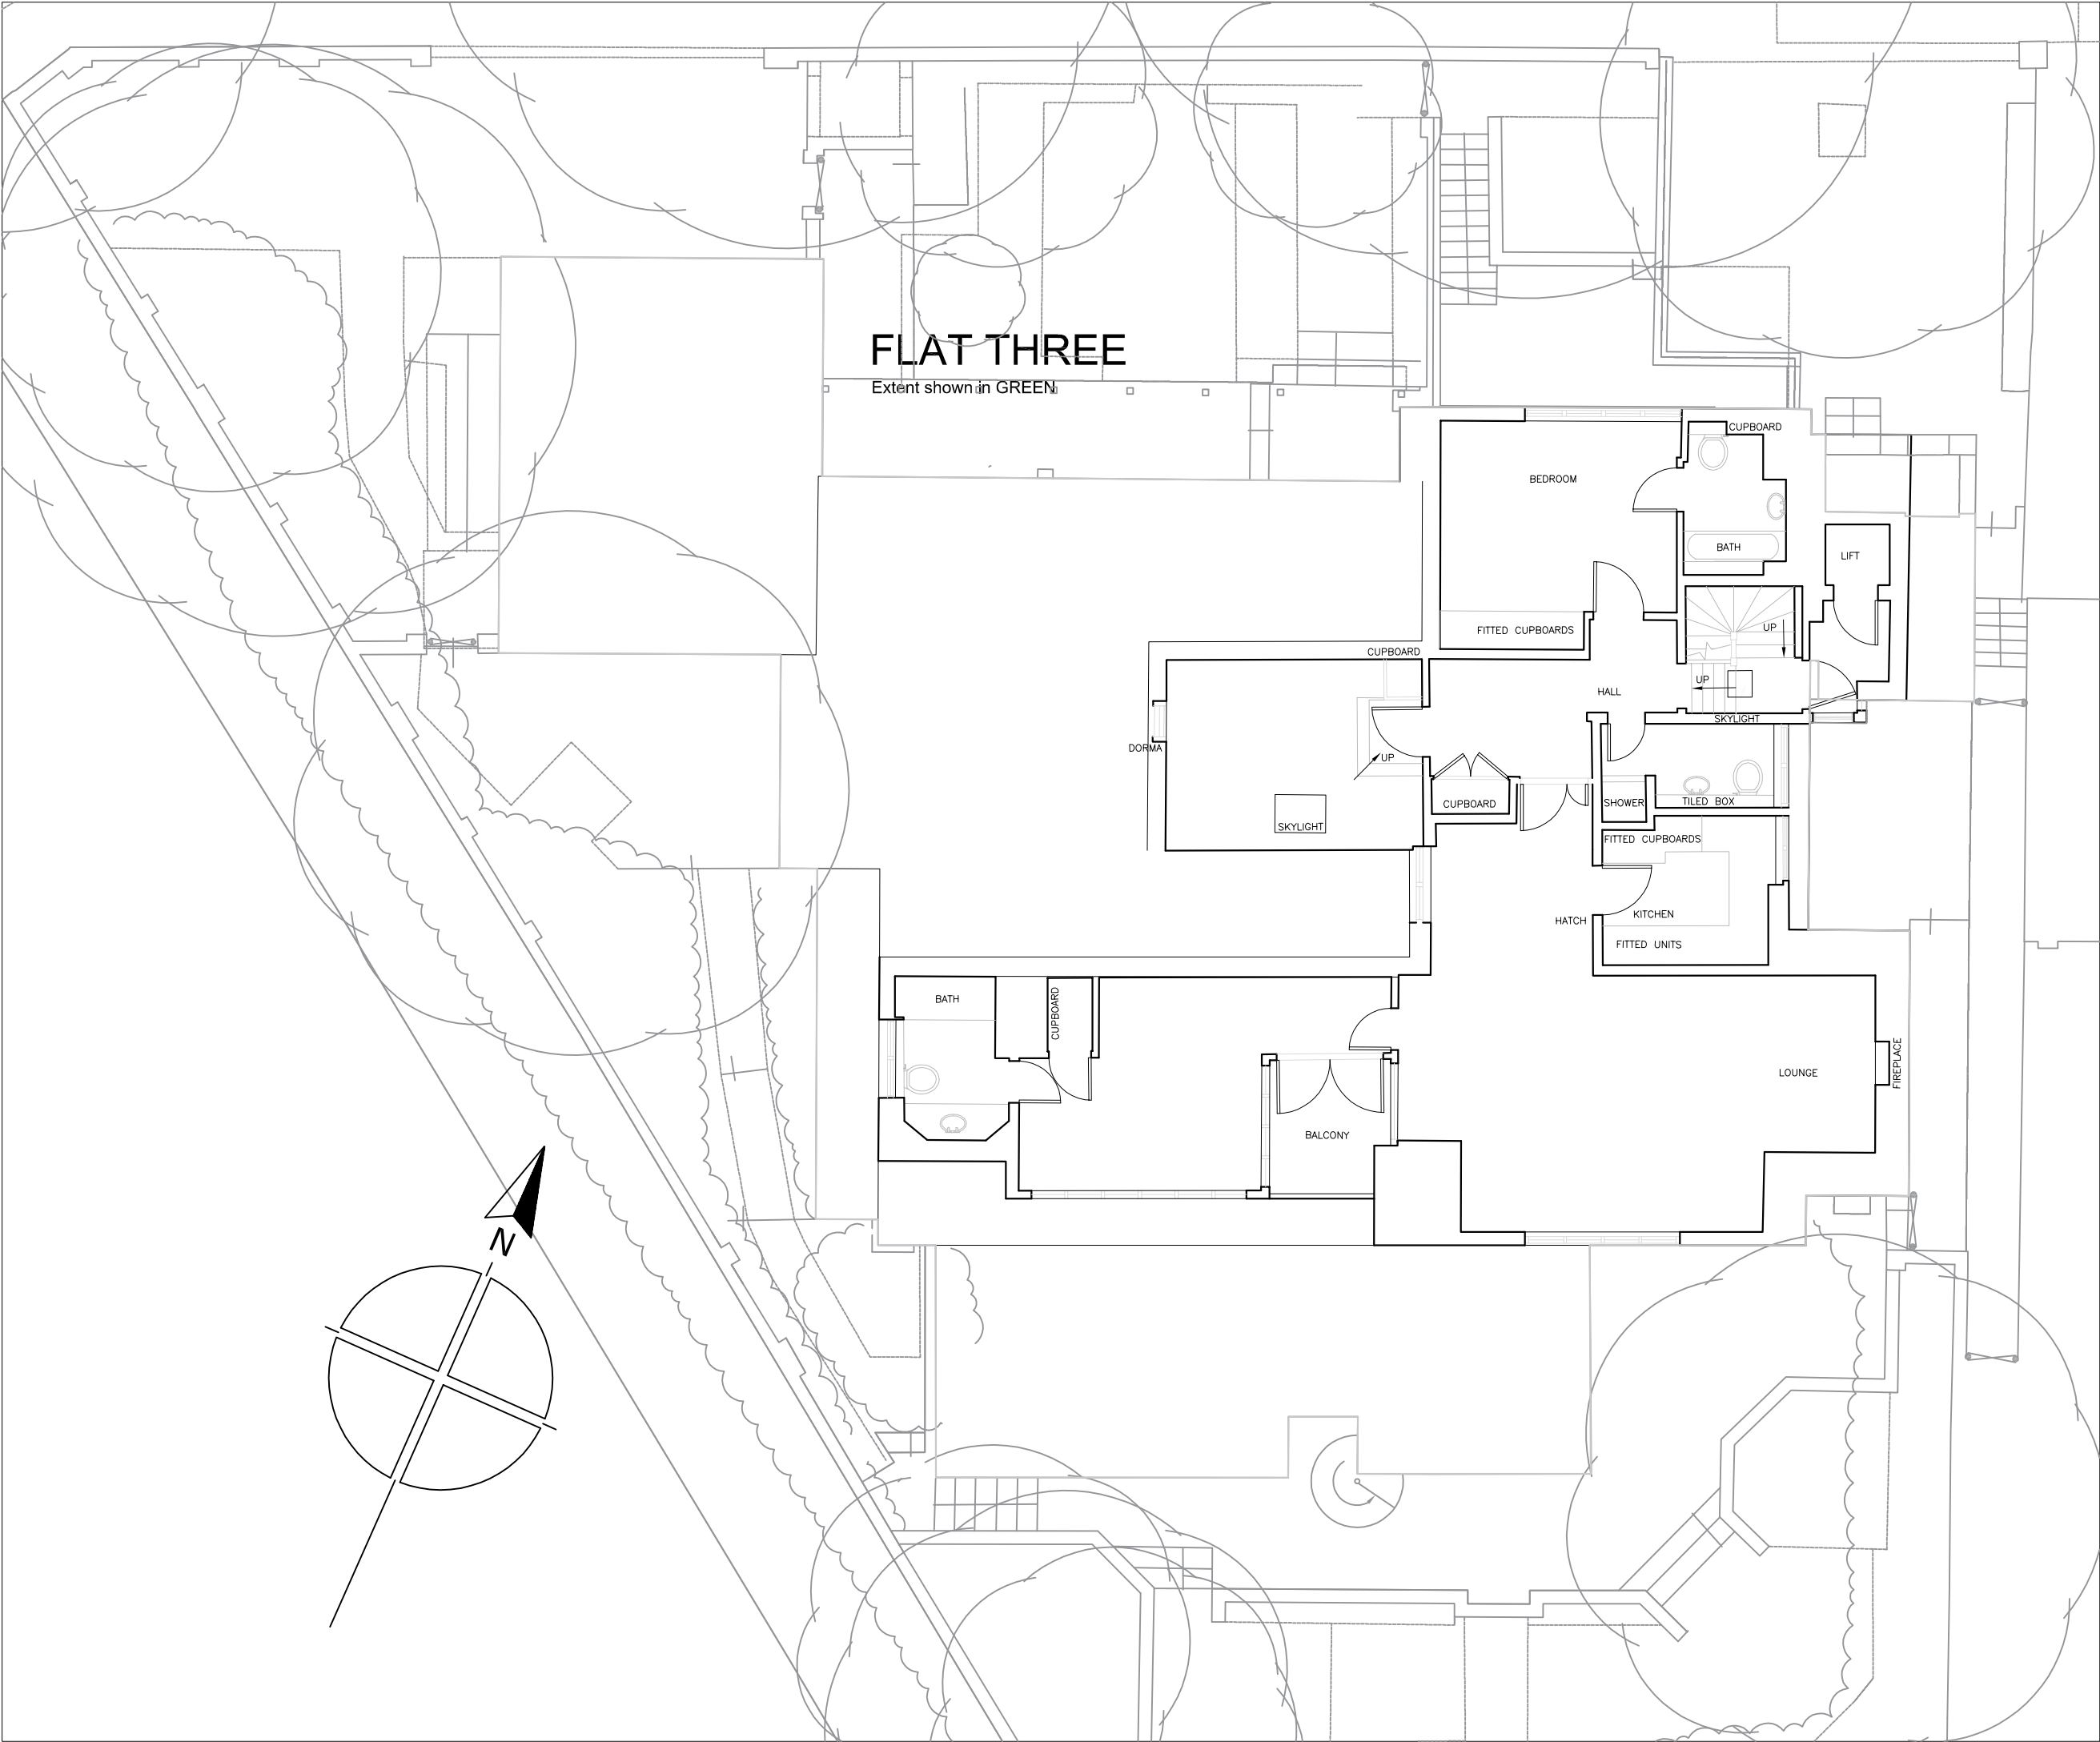 FLAT THREE
Extent shown in GREEN
CUPBOARD
BEDROOM
BATH
LIFT
FITTED CUPBOARDS
UP
CUPBOARD
UP
HALL
SKYLIGHT
DORMA
UP
SKYLIGHT
CUPBOARD
SHOWER
TILED BOX
FITTED CUPBOARDS
HATCH
KITCHEN
FITTED UNITS
BATH
CUPBOARD
LOUNGE
FIREPLACE
BALCONY
N